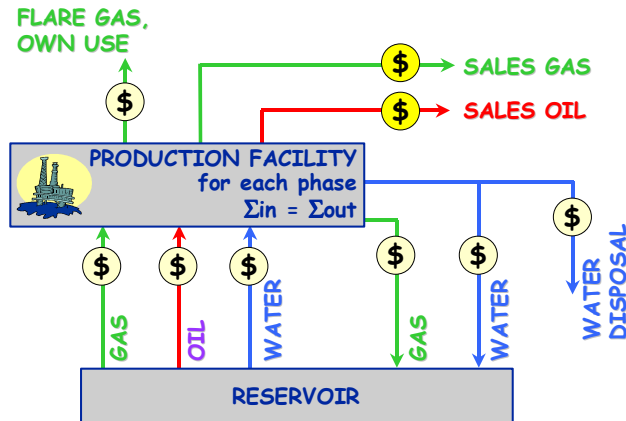 FLARE GAS,
OWN USE
$
$
SALES GAS
$
SALES OIL
PRODUCTION FACILITY
for each phase
Σin = Σout
$
$
$
$
$
$
GAS
OIL
WATER
GAS
WATER
WATER
DISPOSAL
RESERVOIR